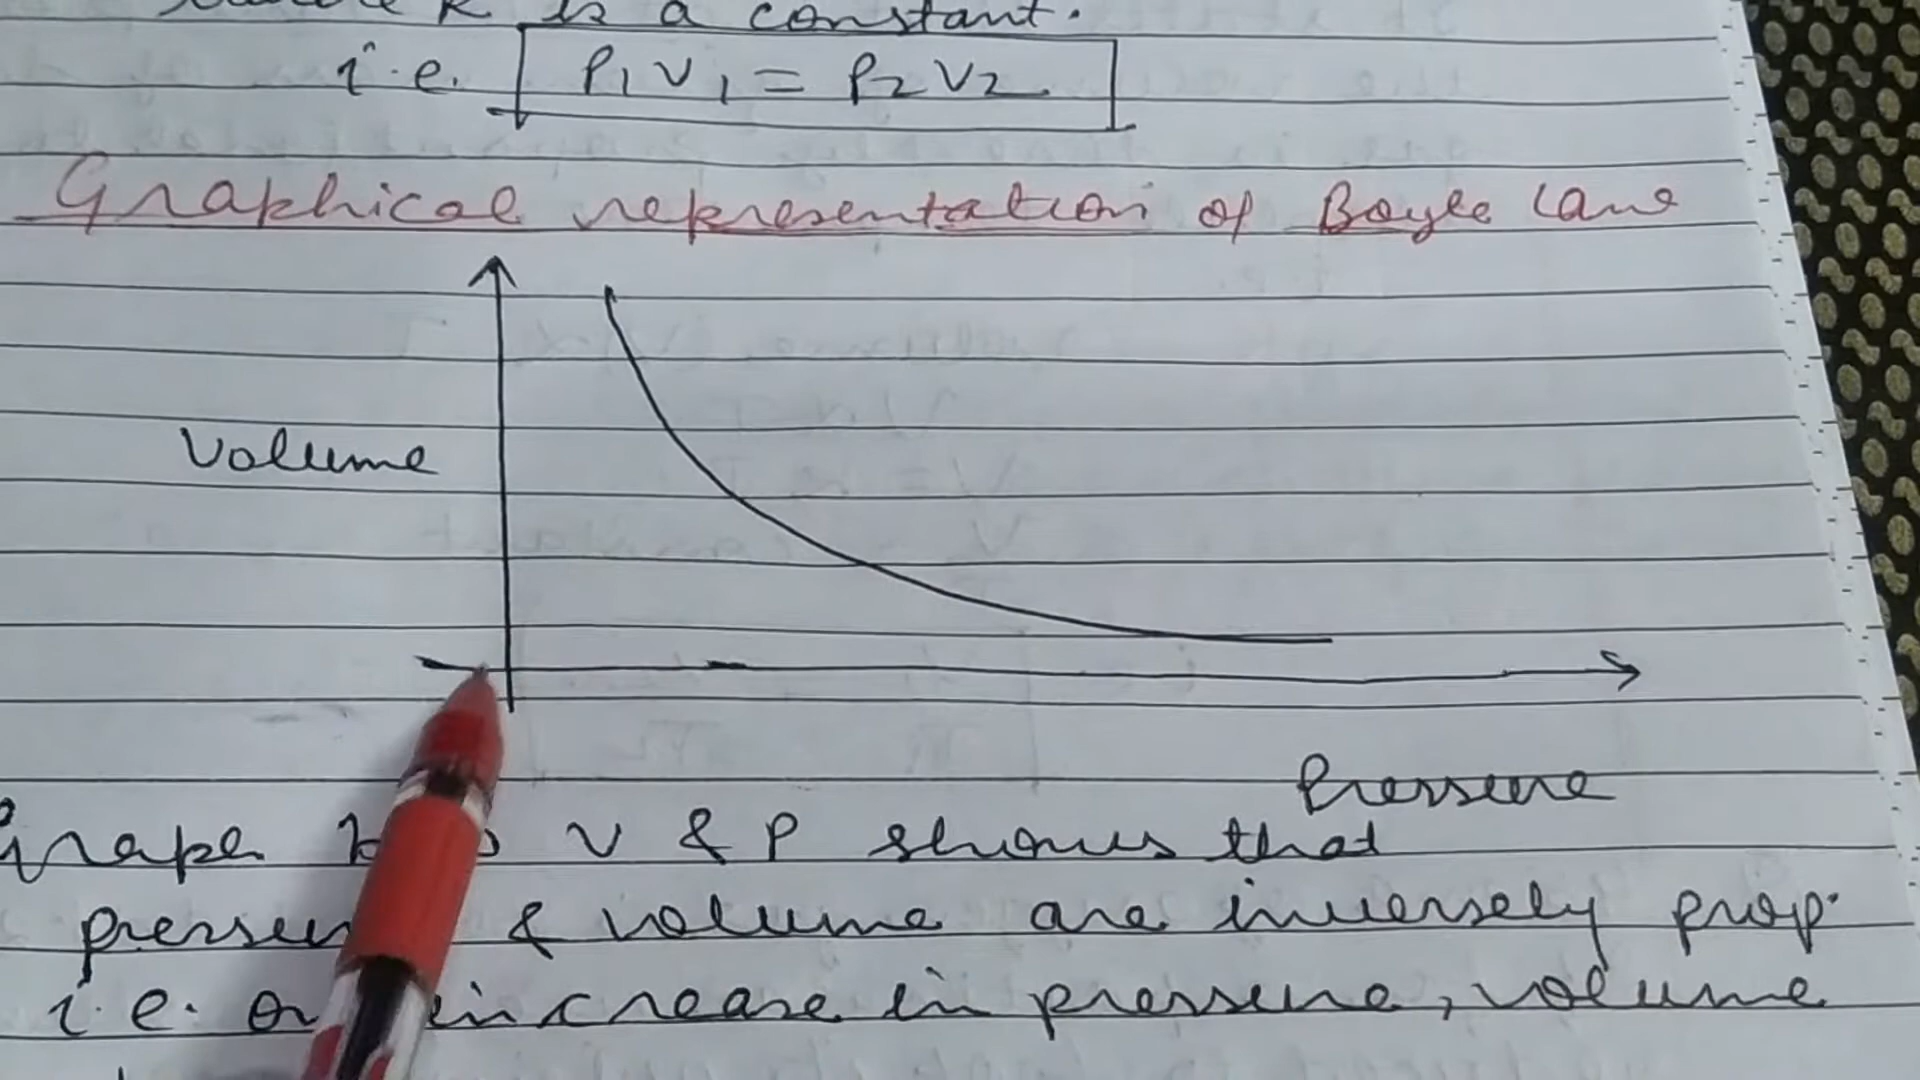 k is a constant.
i.e. P1V1 = P2V2
Graphical representation of Boyle law
Volume
Pressure
Graph V & P shows that
& volume are inversely prop.
i.e. increase in pressure, volume